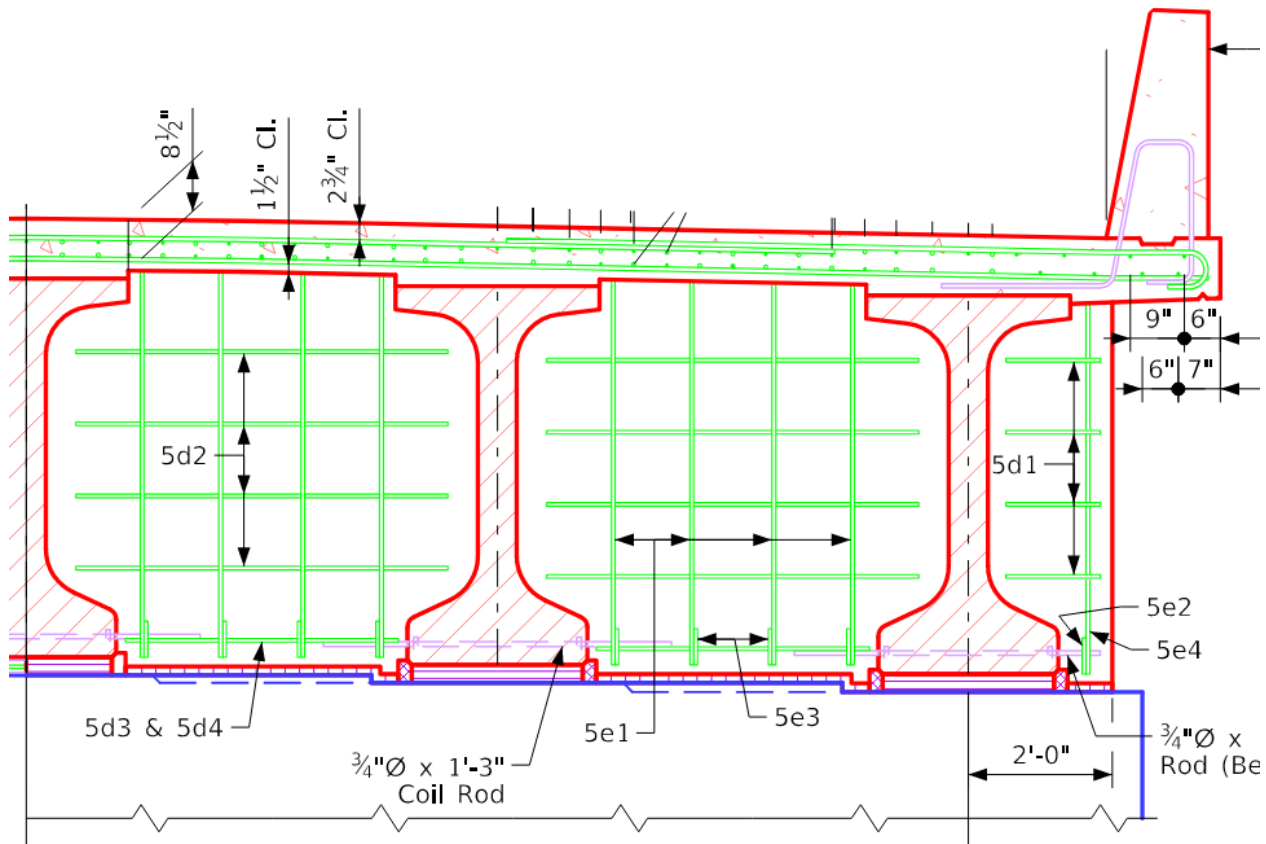 8½"
1½" Cl.
2¾" Cl.
9" 6"
6" 7"
5d2
5d1
5e2
5e4
5d3 & 5d4
5e1
5e3
¾"Ø x 1'-3"
Coil Rod
2'-0"
¾"Ø x
Rod (Be